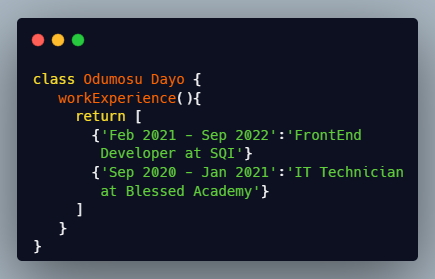 class Odumosu Dayo {
workExperience(){
return [
{'Feb 2021 - Sep 2022':'FrontEnd
Developer at SQI'}
{'Sep 2020 - Jan 2021':'IT Technician
at Blessed Academy'}
]
}
}